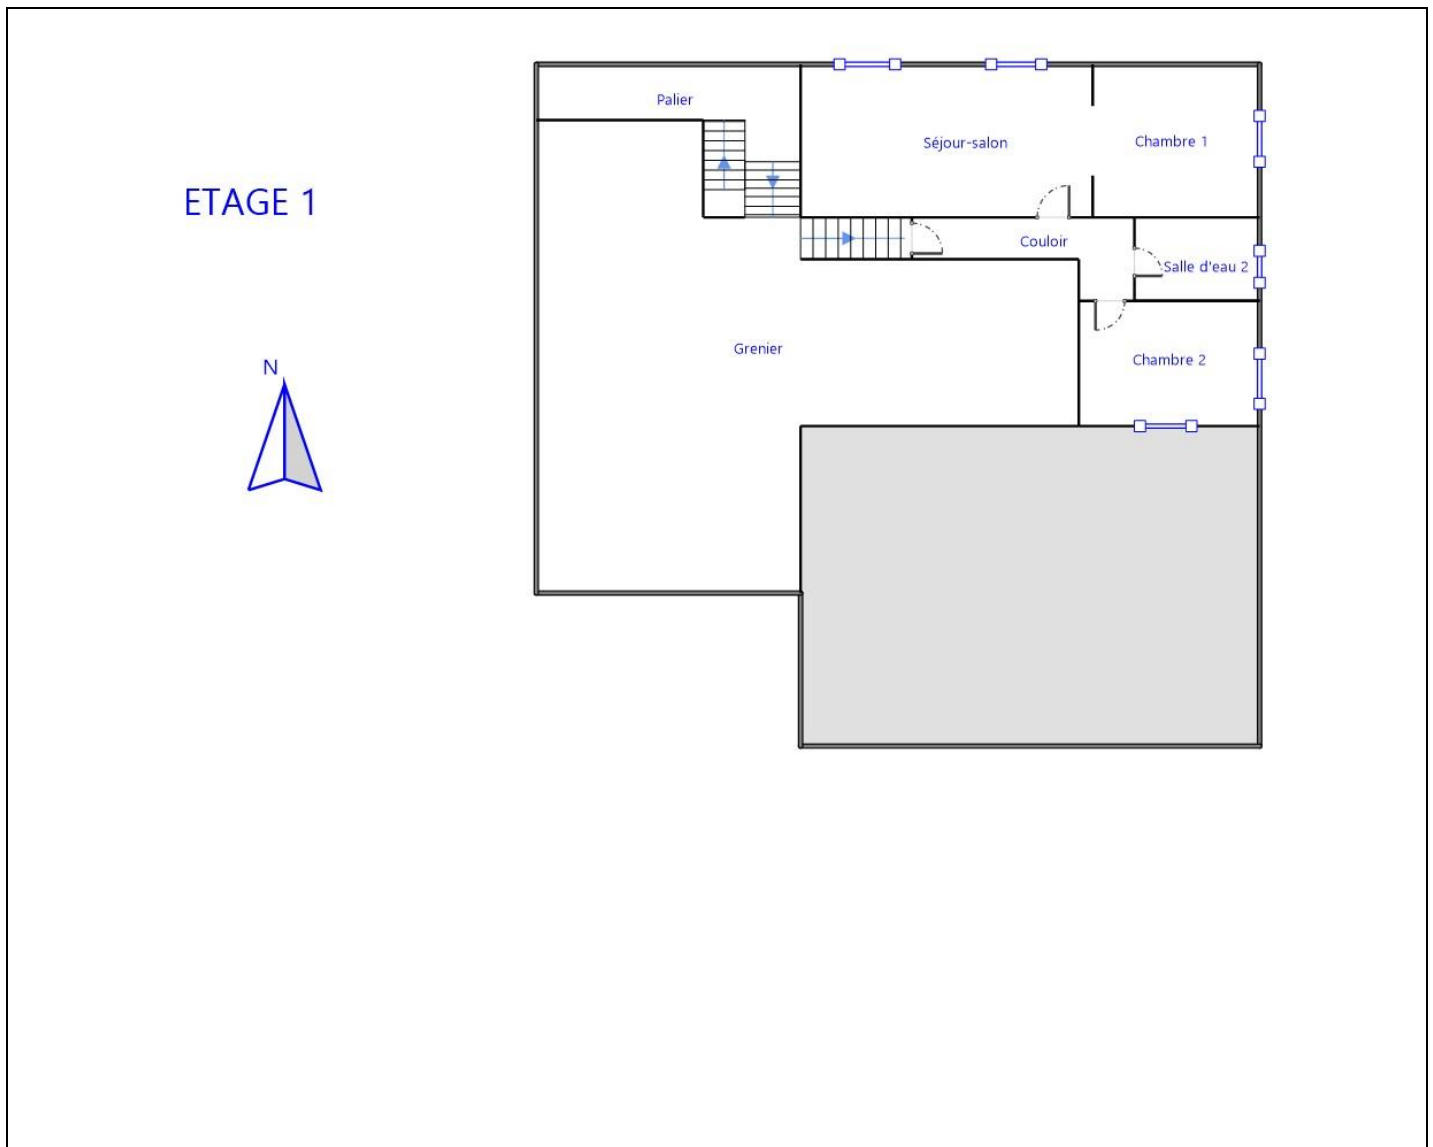 Palier
Séjour-salon
Chambre 1
ETAGE 1
Couloir
Salle d'eau 2
Grenier
Chambre 2
N